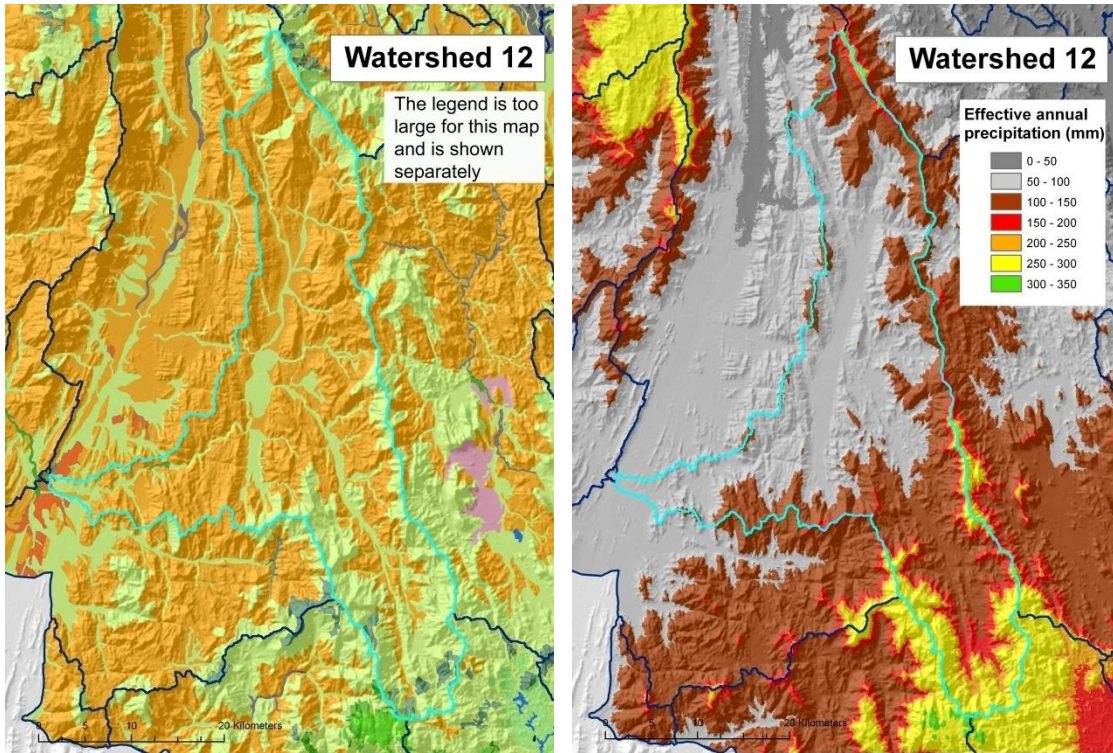 Watershed 12
The legend is too
large for this map
and is shown
separately
0 5 10 20 Kilometers
Watershed 12
Effective annual
precipitation (mm)
0 - 50
50 - 100
100 - 150
150 - 200
200 - 250
250 - 300
300 - 350
0 5 10 20 Kilometers